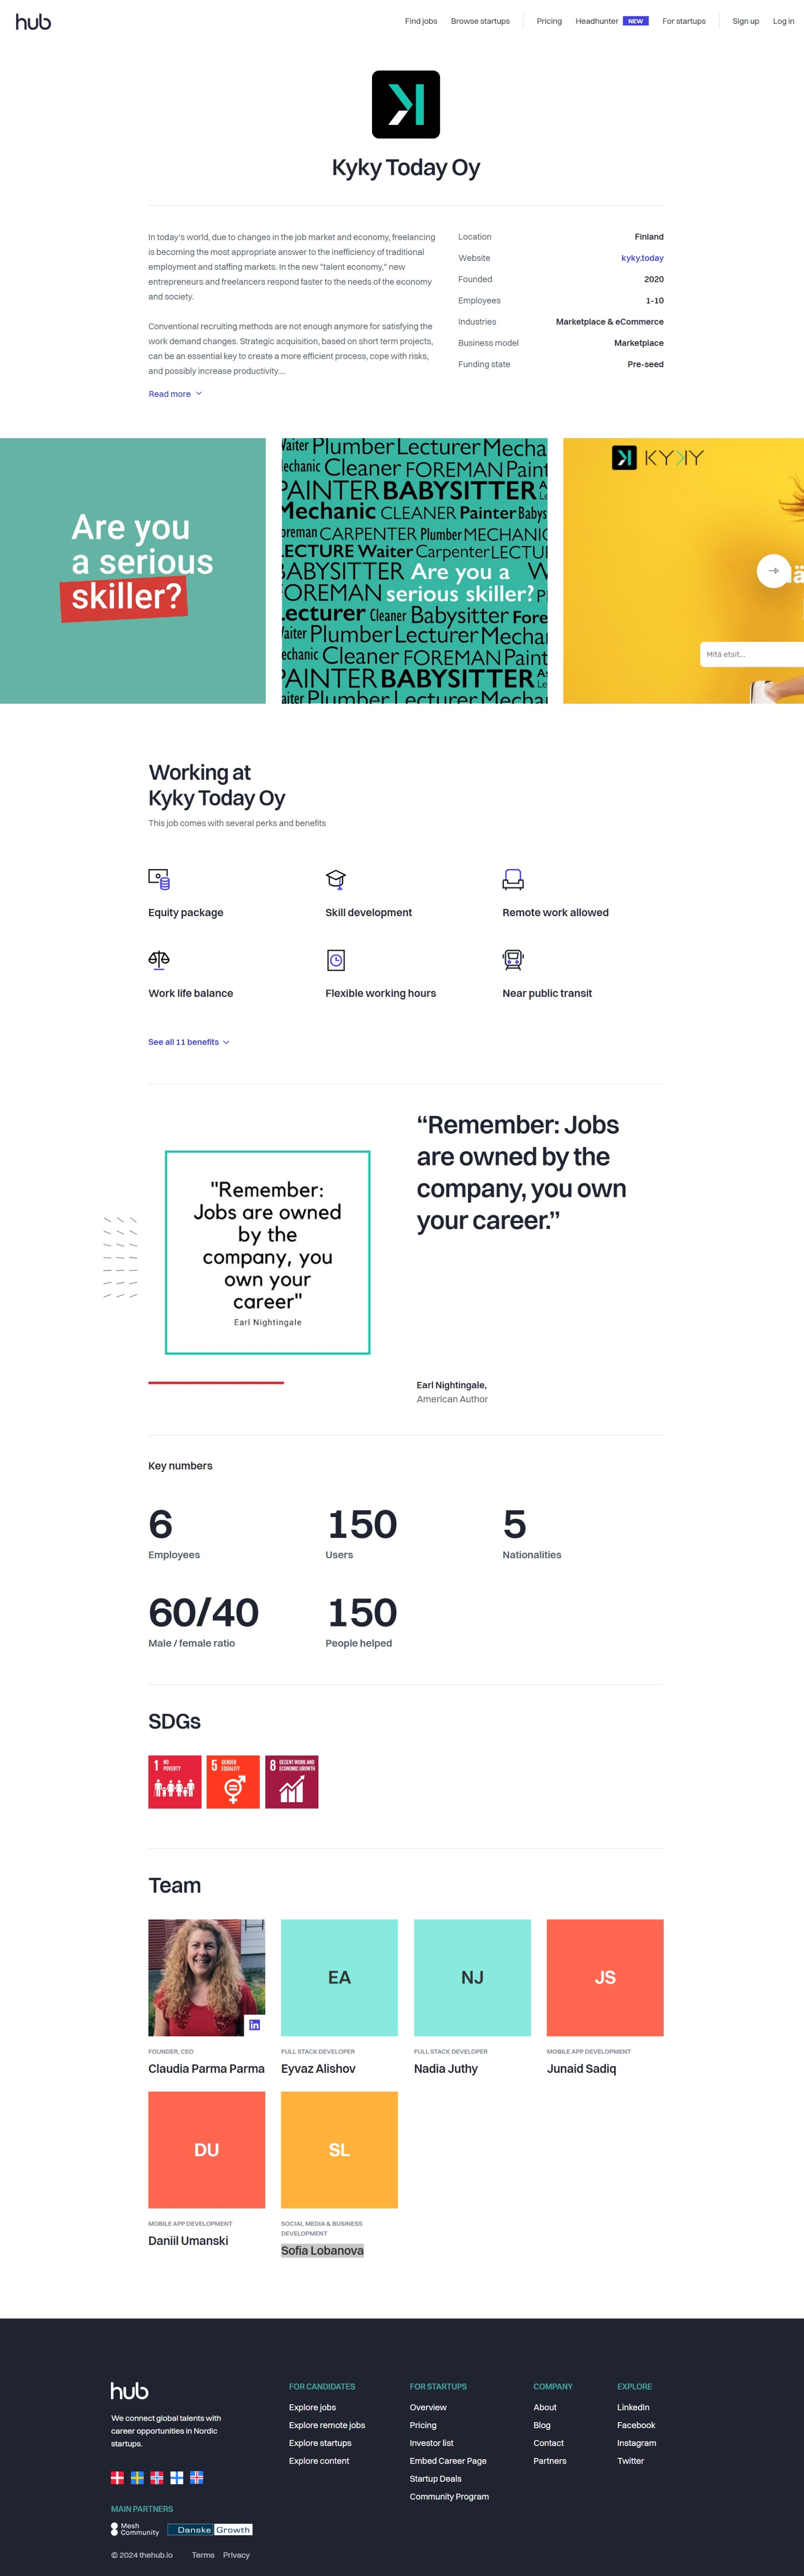 hub
Find jobs Browse startups Pricing Headhunter NEW For startups Sign up Log in
Kyky Today Oy
In today's world, due to changes in the job market and economy, freelancing
is becoming the most appropriate answer to the inefficiency of traditional
employment and staffing markets. In the new "talent economy," new
entrepreneurs and freelancers respond faster to the needs of the economy
and society.
Conventional recruiting methods are not enough anymore for satisfying the
work demand changes. Strategic acquisition, based on short term projects,
can be an essential key to create a more efficient process, cope with risks,
and possibly increase productivity....
Read more
Location Finland
Website kyky.today
Founded 2020
Employees 1-10
Industries Marketplace & eCommerce
Business model Marketplace
Funding state Pre-seed
Are you
a serious
skiller?
Waiter Plumber Lecturer Mech
Mechanic Cleaner FOREMAN Paint
PAINTER BABYSITTER A
Mechanic CLEANER Painter Babys
Foreman CARPENTER Plumber MECHANIC
LECTURE Waiter Carpenter LECTU
BABYSITTER Are you a W
PAINTER serious skiller? P
Lecturer Cleaner Babysitter Fore
Waiter Plumber Lecturer Mech
Mechanic Cleaner FOREMAN Paint
PAINTER BABYSITTER As
Waiter Plumber Lecturer Mech
KYKY
Mitä etsit...
Working at
Kyky Today Oy
This job comes with several perks and benefits
Equity package
Skill development
Remote work allowed
Work life balance
Flexible working hours
Near public transit
See all 11 benefits
"Remember:
Jobs are owned
by the
company, you
own your
career"
Earl Nightingale
“Remember: Jobs
are owned by the
company, you own
your career.”
Earl Nightingale,
American Author
Key numbers
6
Employees
150
Users
5
Nationalities
60/40
Male / female ratio
150
People helped
SDGs
1 NO POVERTY
5 GENDER EQUALITY
8 DECENT WORK AND ECONOMIC GROWTH
Team
in
FOUNDER, CEO
Claudia Parma Parma
EA
FULL STACK DEVELOPER
Eyvaz Alishov
NJ
FULL STACK DEVELOPER
Nadia Juthy
JS
MOBILE APP DEVELOPMENT
Junaid Sadiq
DU
MOBILE APP DEVELOPMENT
Daniil Umanski
SL
SOCIAL MEDIA & BUSINESS
DEVELOPMENT
Sofia Lobanova
hub
We connect global talents with
career opportunities in Nordic
startups.
MAIN PARTNERS
Mesh
Community
Danske Growth
© 2024 thehub.io Terms Privacy
FOR CANDIDATES
Explore jobs
Explore remote jobs
Explore startups
Explore content
FOR STARTUPS
Overview
Pricing
Investor list
Embed Career Page
Startup Deals
Community Program
COMPANY
About
Blog
Contact
Partners
EXPLORE
LinkedIn
Facebook
Instagram
Twitter